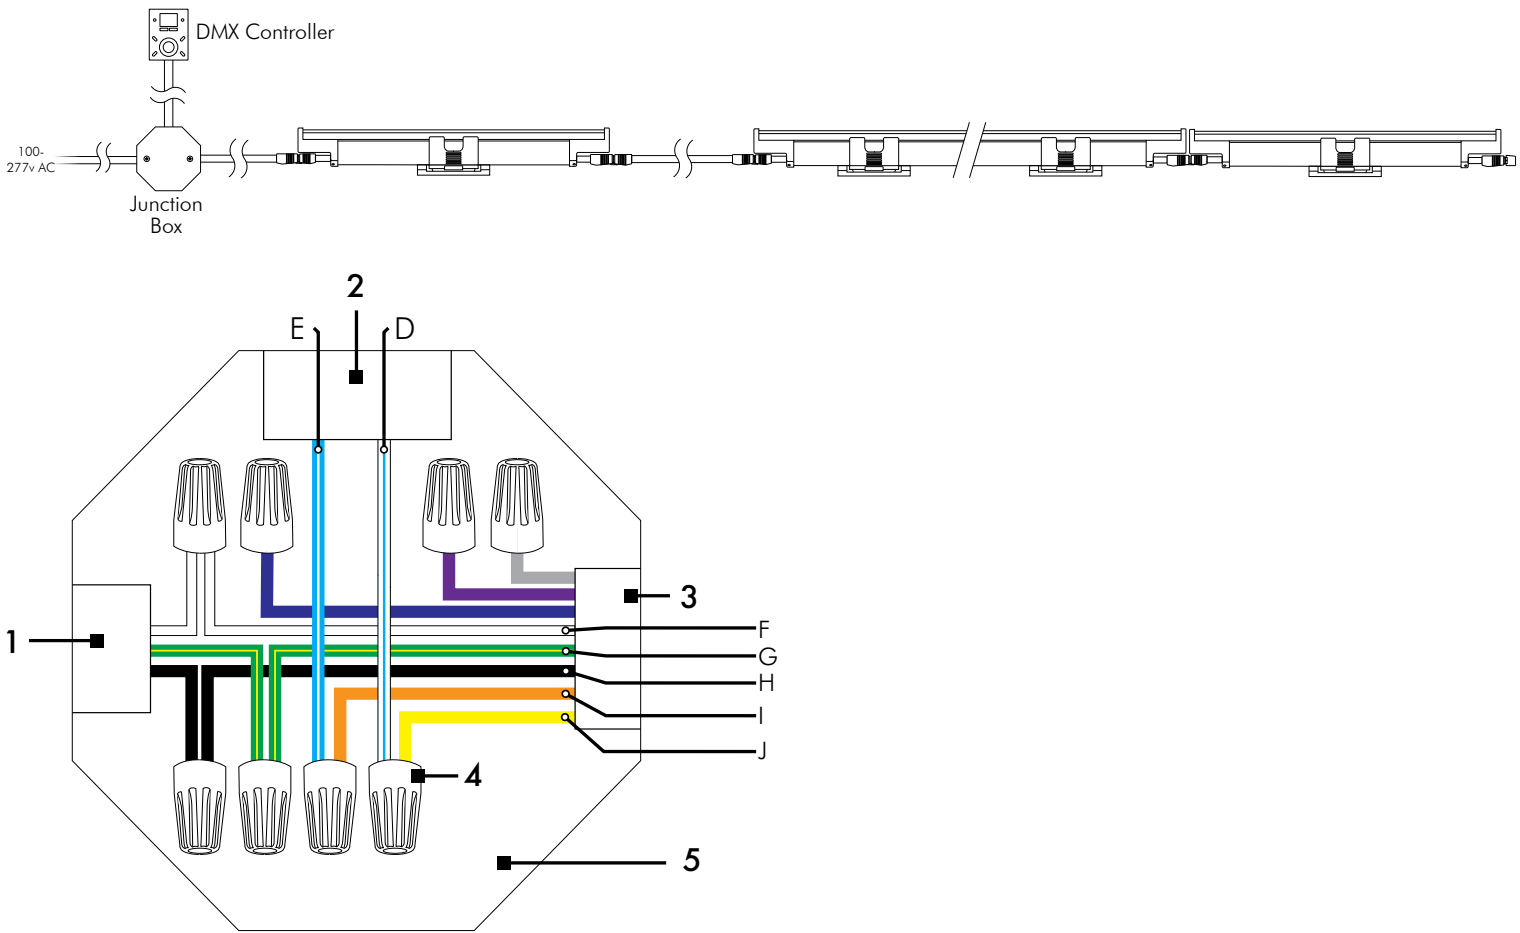 DMX Controller
100-
277v AC
Junction
Box
2
E
D
3
1
F
G
H
I
J
4
5